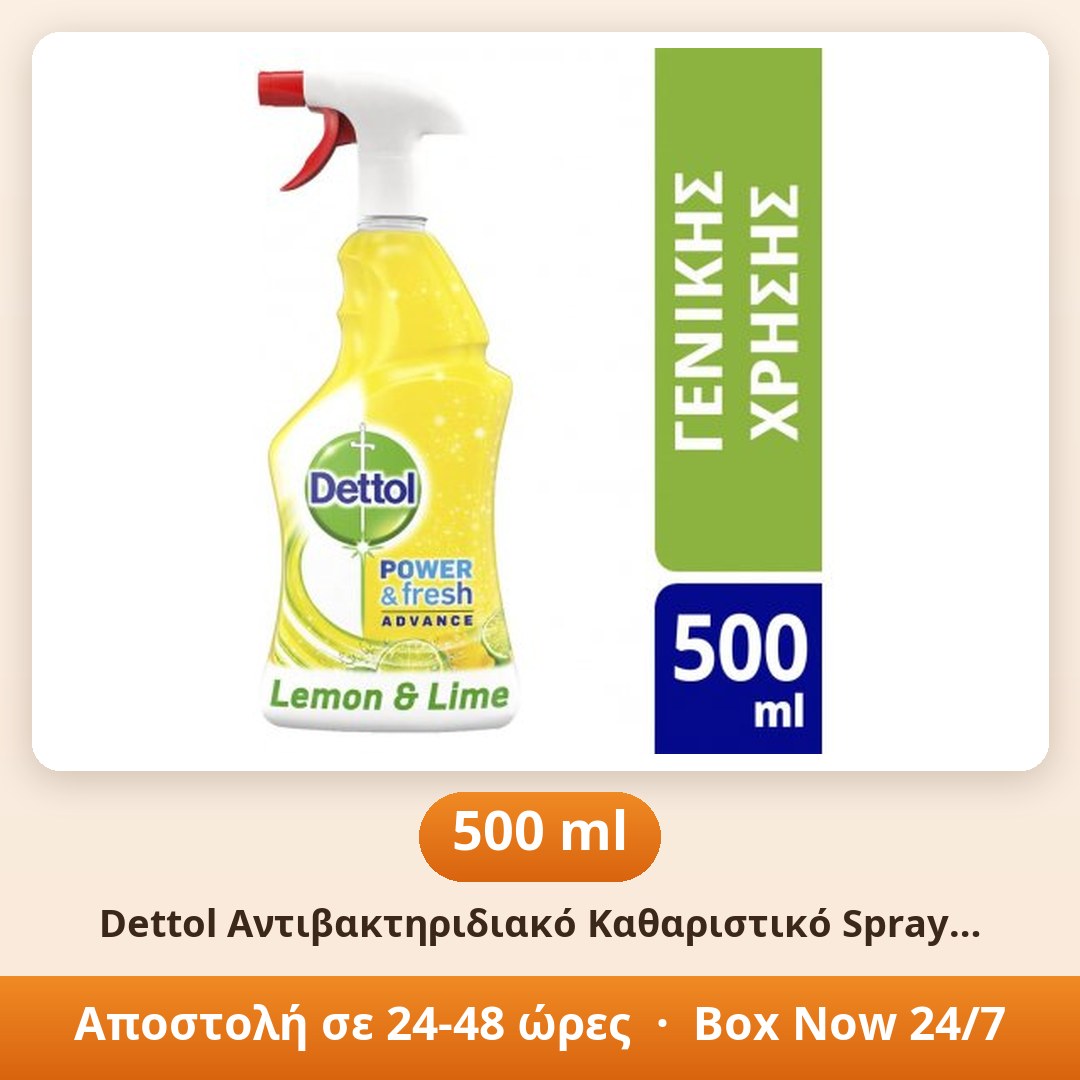 Dettol
POWER
& fresh
ADVANCE
Lemon & Lime
ΓΕΝΙΚΗΣ
ΧΡΗΣΗΣ
500
ml
500 ml
Dettol Αντιβακτηριδιακό Καθαριστικό Spray...
Αποστολή σε 24-48 ώρες · Box Now 24/7